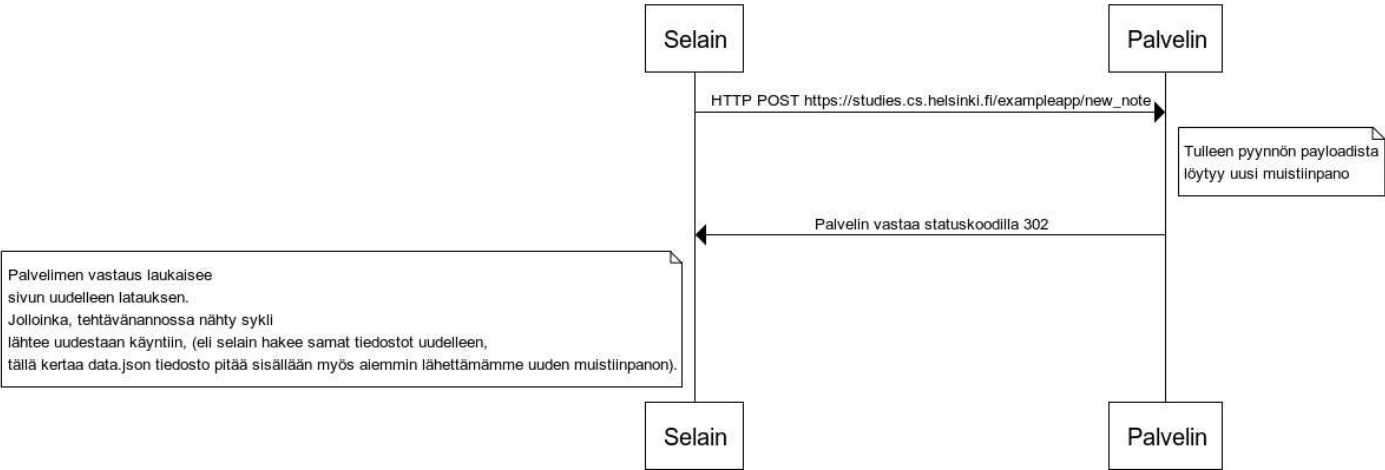 Selain
Palvelin
HTTP POST https://studies.cs.helsinki.fi/exampleapp/new_note
Tulleen pyynnön payloadista
löytyy uusi muistiinpano
Palvelin vastaa statuskoodilla 302
Palvelimen vastaus laukaisee
sivun uudelleen latauksen.
Jolloinka, tehtävänannossa nähty sykli
lähtee uudestaan käyntiin, (eli selain hakee samat tiedostot uudelleen,
tällä kertaa data.json tiedosto pitää sisällään myös aiemmin lähettämämme uuden muistiinpanon).
Selain
Palvelin